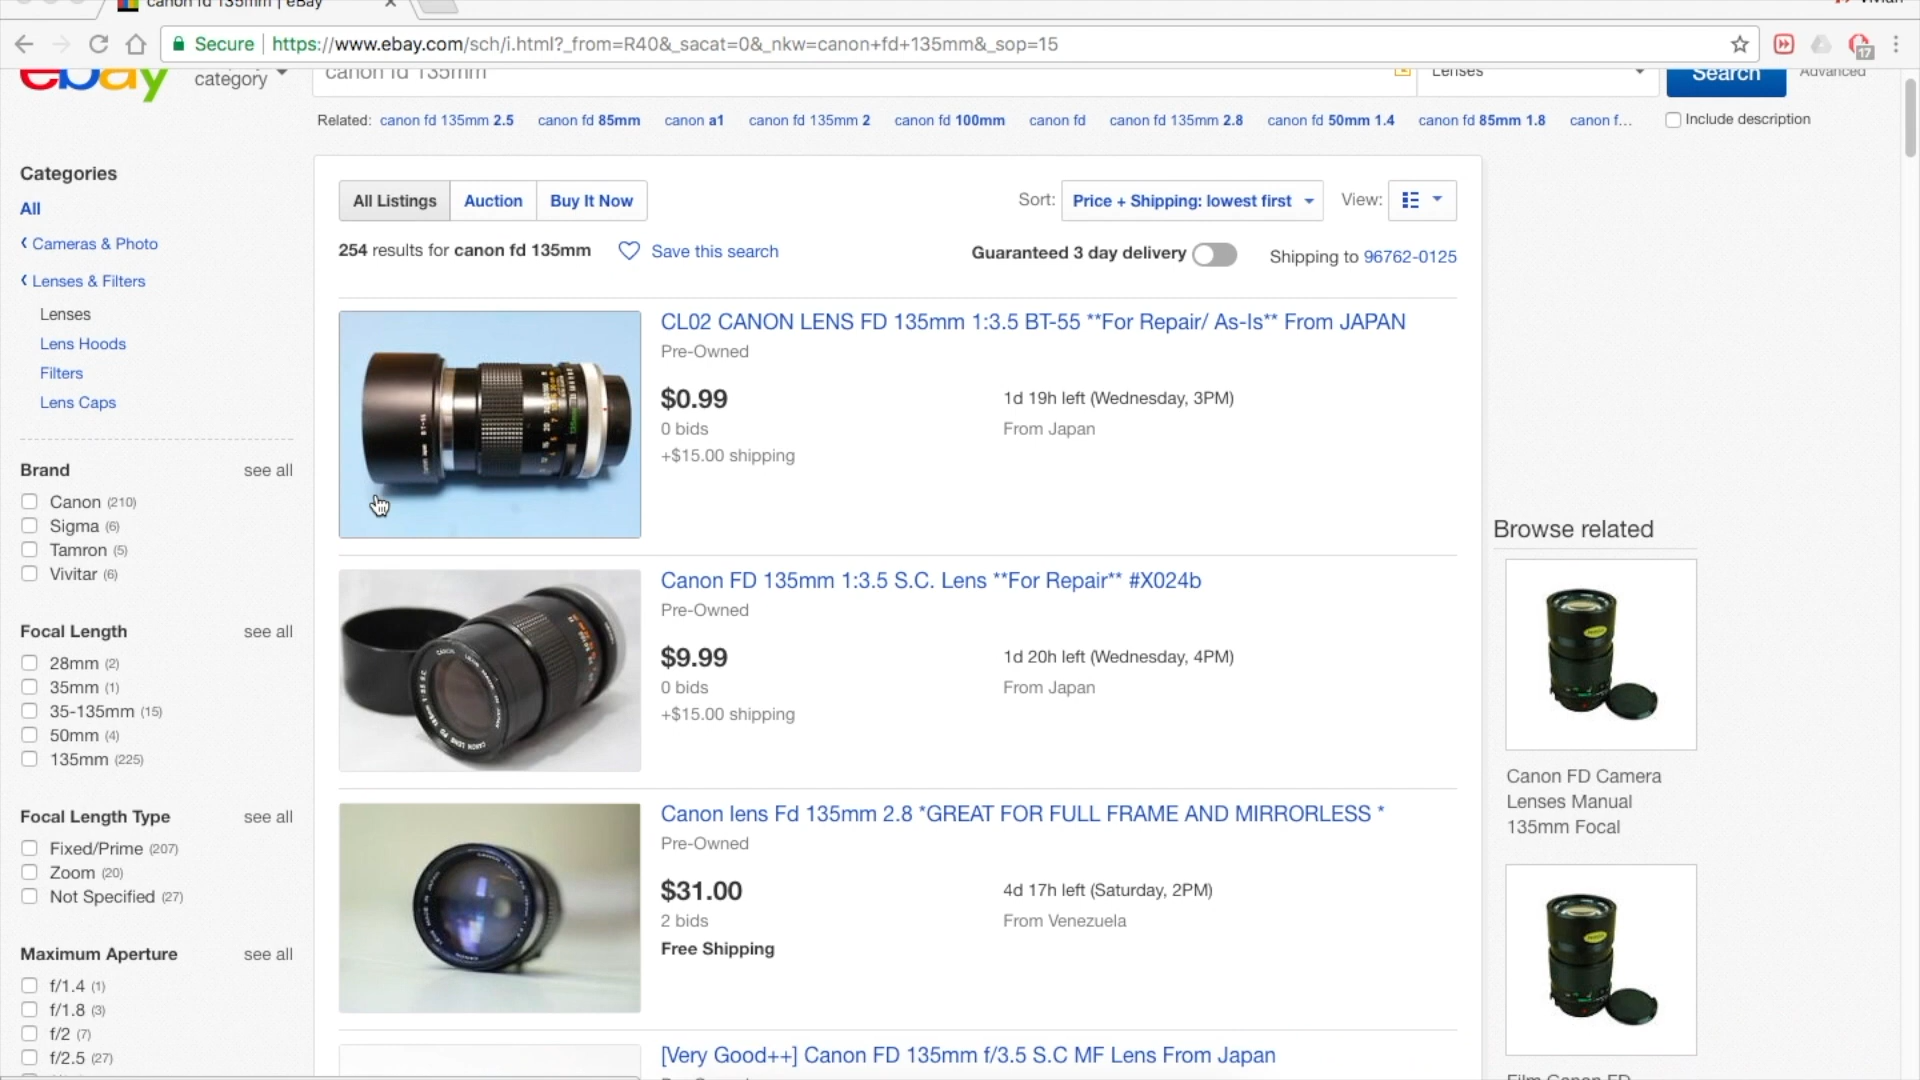 canon fd 135mm | eBay
Secure https://www.ebay.com/sch/i.html?_from=R40&_sacat=0&_nkw=canon+fd+135mm&_sop=15
17
ebay
category
canon fd 135mm
Lenses
Search
Advanced
Related: canon fd 135mm 2.5 canon fd 85mm canon a1 canon fd 135mm 2 canon fd 100mm canon fd canon fd 135mm 2.8 canon fd 50mm 1.4 canon fd 85mm 1.8 canon f...
Include description
Categories
All
Cameras & Photo
Lenses & Filters
Lenses
Lens Hoods
Filters
Lens Caps
Brand see all
Canon (210)
Sigma (6)
Tamron (5)
Vivitar (6)
Focal Length see all
28mm (2)
35mm (1)
35-135mm (15)
50mm (4)
135mm (225)
Focal Length Type see all
Fixed/Prime (207)
Zoom (20)
Not Specified (27)
Maximum Aperture see all
f/1.4 (1)
f/1.8 (3)
f/2 (7)
f/2.5 (27)
All Listings Auction Buy It Now
Sort: Price + Shipping: lowest first View:
254 results for canon fd 135mm Save this search
Guaranteed 3 day delivery Shipping to 96762-0125
CL02 CANON LENS FD 135mm 1:3.5 BT-55 **For Repair/ As-Is** From JAPAN
Pre-Owned
$0.99 1d 19h left (Wednesday, 3PM)
0 bids From Japan
+$15.00 shipping
Canon FD 135mm 1:3.5 S.C. Lens **For Repair** #X024b
Pre-Owned
$9.99 1d 20h left (Wednesday, 4PM)
0 bids From Japan
+$15.00 shipping
Canon lens Fd 135mm 2.8 *GREAT FOR FULL FRAME AND MIRRORLESS *
Pre-Owned
$31.00 4d 17h left (Saturday, 2PM)
2 bids From Venezuela
Free Shipping
[Very Good++] Canon FD 135mm f/3.5 S.C MF Lens From Japan
Browse related
Canon FD Camera
Lenses Manual
135mm Focal